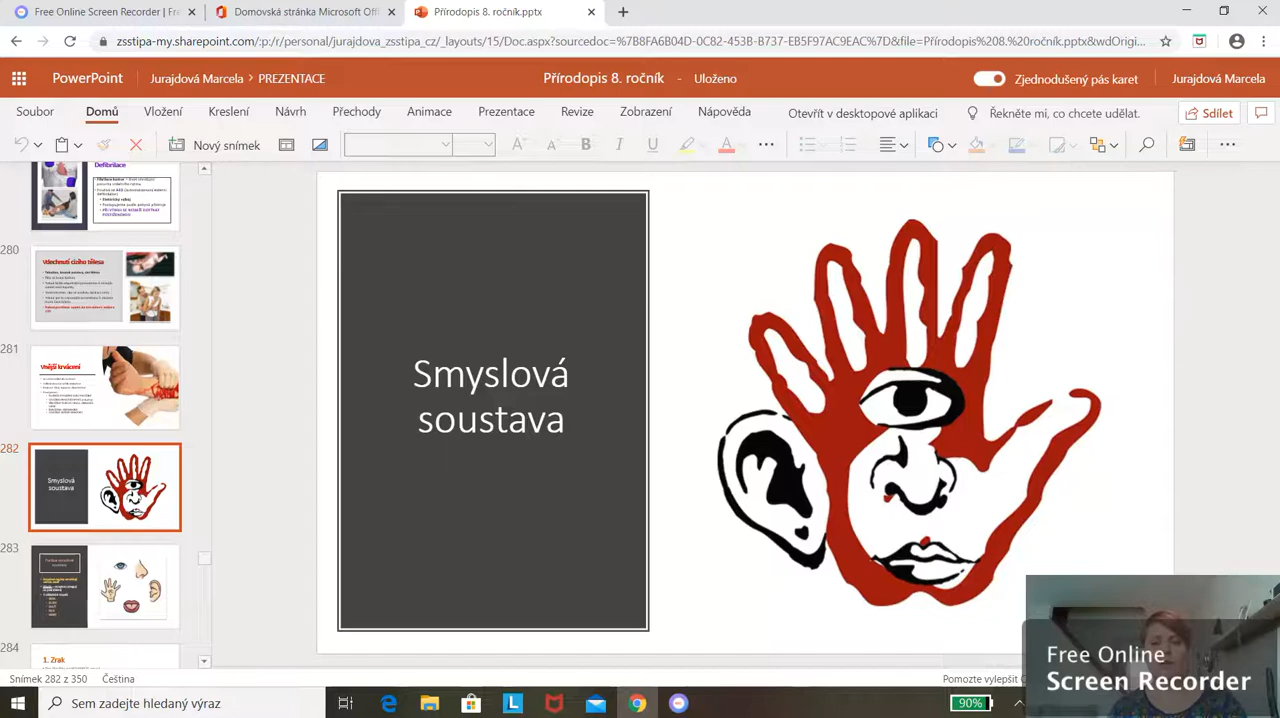 Free Online Screen Recorder | Fr
Domovská stránka Microsoft Offi
Přírodopis 8. ročník.pptx
zsstipa-my.sharepoint.com/:p:/r/personal/jurajdova_zsstipa_cz/_layouts/15/Doc.aspx?sourcedoc=%7B8FA6B04D-0C82-453B-B737-EB5F97AC9EAC%7D&file=Přírodopis%208.%20ročník.pptx&wdOrigi...
PowerPoint
Jurajdová Marcela > PREZENTACE
Přírodopis 8. ročník - Uloženo
Zjednodušený pás karet
Jurajdová Marcela
Soubor
Domů
Vložení
Kreslení
Návrh
Přechody
Animace
Prezentace
Revize
Zobrazení
Nápověda
Otevřít v desktopové aplikaci
Řekněte mi, co chcete udělat.
Sdílet
Nový snímek
Defibrilace
280
Vdechnutí cizího tělesa
281
Vnější krvácení
282
Smyslová
soustava
283
284
1. Zrak
Smyslová
soustava
Snímek 282 z 350
Čeština
Pomozte vylepšit
Free Online
Screen Recorder
Sem zadejte hledaný výraz
90%